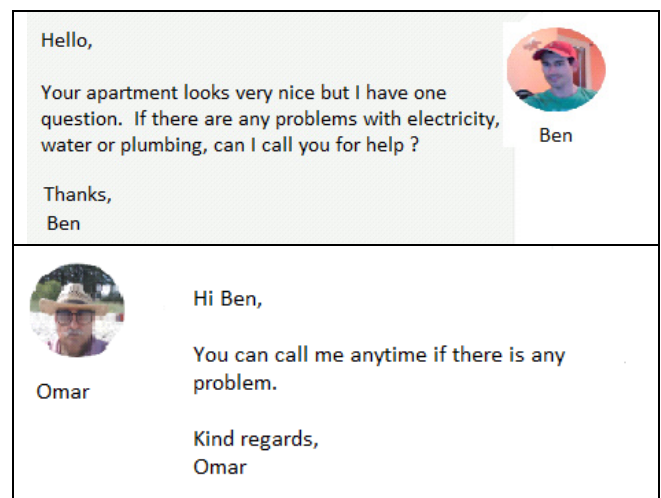 Hello,
Your apartment looks very nice but I have one
question.  If there are any problems with electricity,
water or plumbing, can I call you for help ?
Ben
Thanks,
Ben
Hi Ben,
You can call me anytime if there is any
problem.
Omar
Kind regards,
Omar